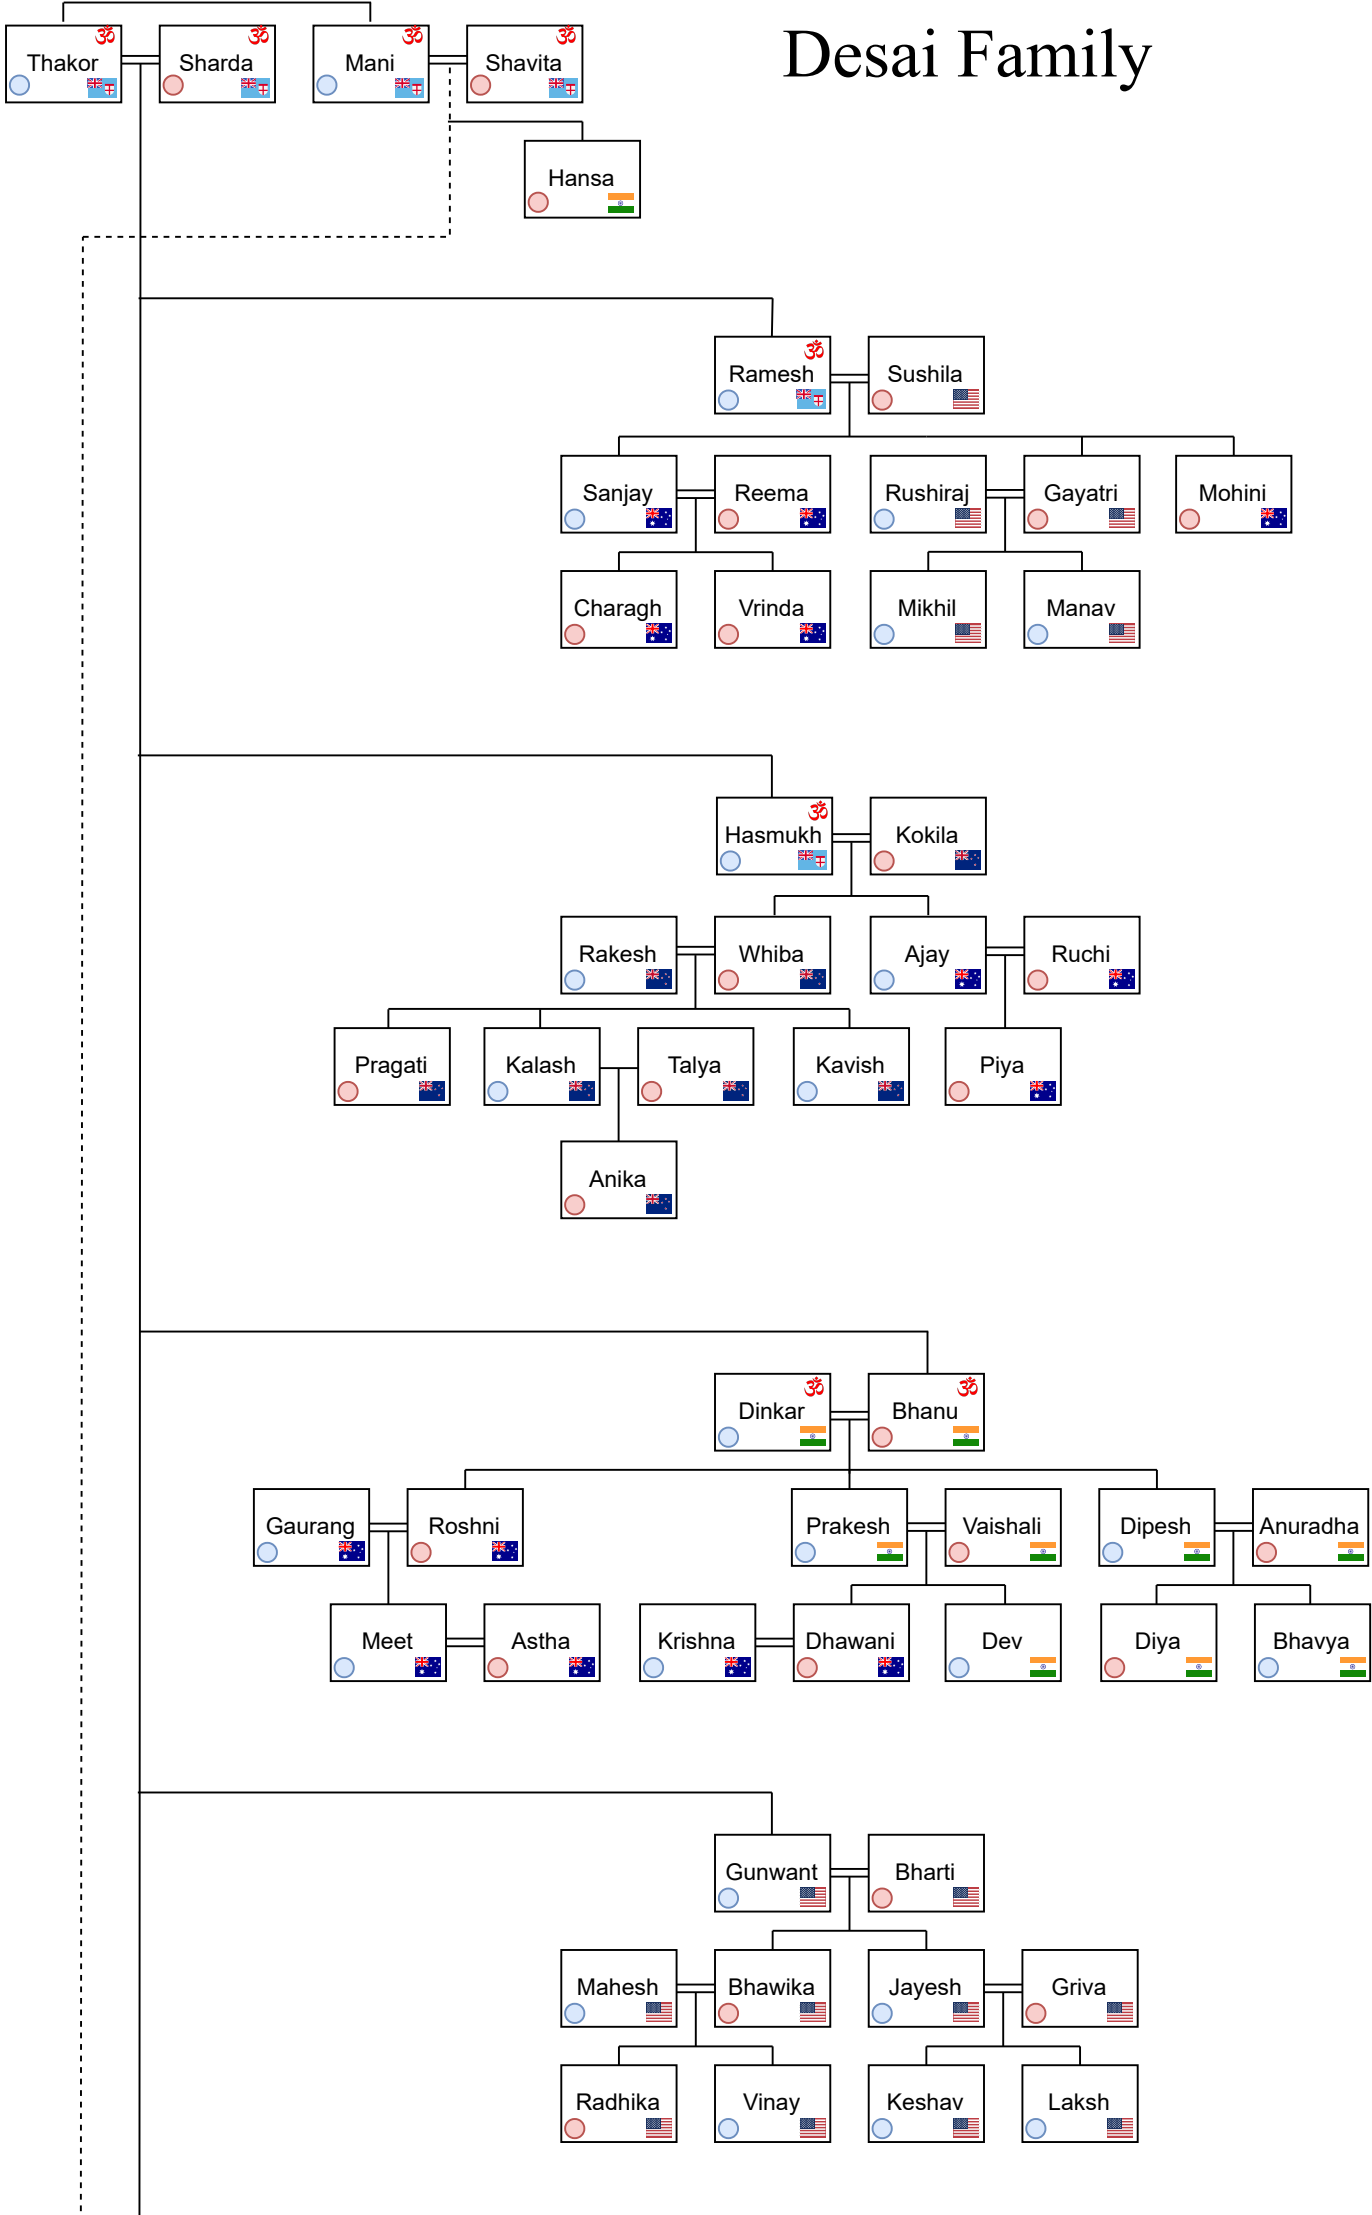 Desai Family
Thakor
Sharda
Mani
Shavita
Hansa
Ramesh
Sushila
Sanjay
Reema
Rushiraj
Gayatri
Mohini
Charagh
Vrinda
Mikhil
Manav
Hasmukh
Kokila
Rakesh
Whiba
Ajay
Ruchi
Pragati
Kalash
Talya
Kavish
Piya
Anika
Dinkar
Bhanu
Gaurang
Roshni
Prakesh
Vaishali
Dipesh
Anuradha
Meet
Astha
Krishna
Dhawani
Dev
Diya
Bhavya
Gunwant
Bharti
Mahesh
Bhawika
Jayesh
Griva
Radhika
Vinay
Keshav
Laksh